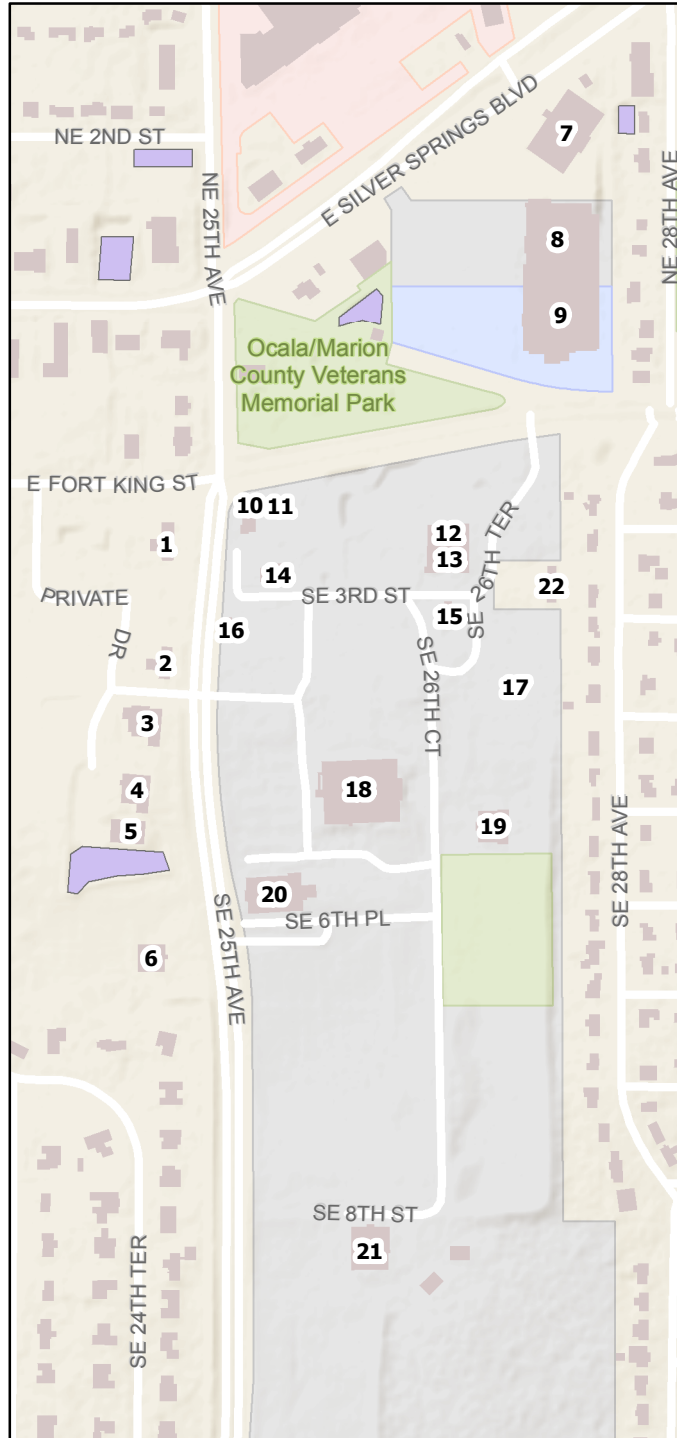 NE 2ND ST
NE 25TH AVE
E SILVER SPRINGS BLVD
7
NE 28TH AVE
8
9
Ocala/Marion
County Veterans
Memorial Park
E FORT KING ST
10
11
1
12
13
SE 26TH TER
14
22
PRIVATE
DR
SE 3RD ST
15
16
2
SE 26TH CT
17
3
18
4
5
19
SE 28TH AVE
20
SE 6TH PL
SE 25TH AVE
6
SE 8TH ST
21
SE 24TH TER